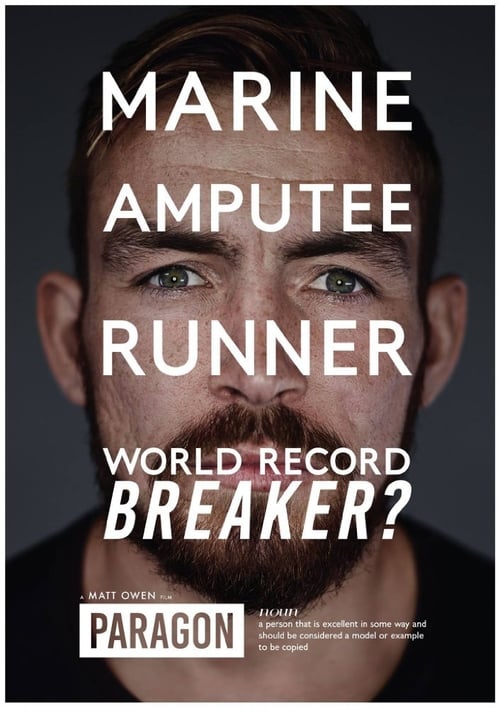 MARINE
AMPUTEE
RUNNER
WORLD RECORD
BREAKER?
A MATT OWEN FILM
PARAGON
noun
a person that is excellent in some way and
should be considered a model or example
to be copied